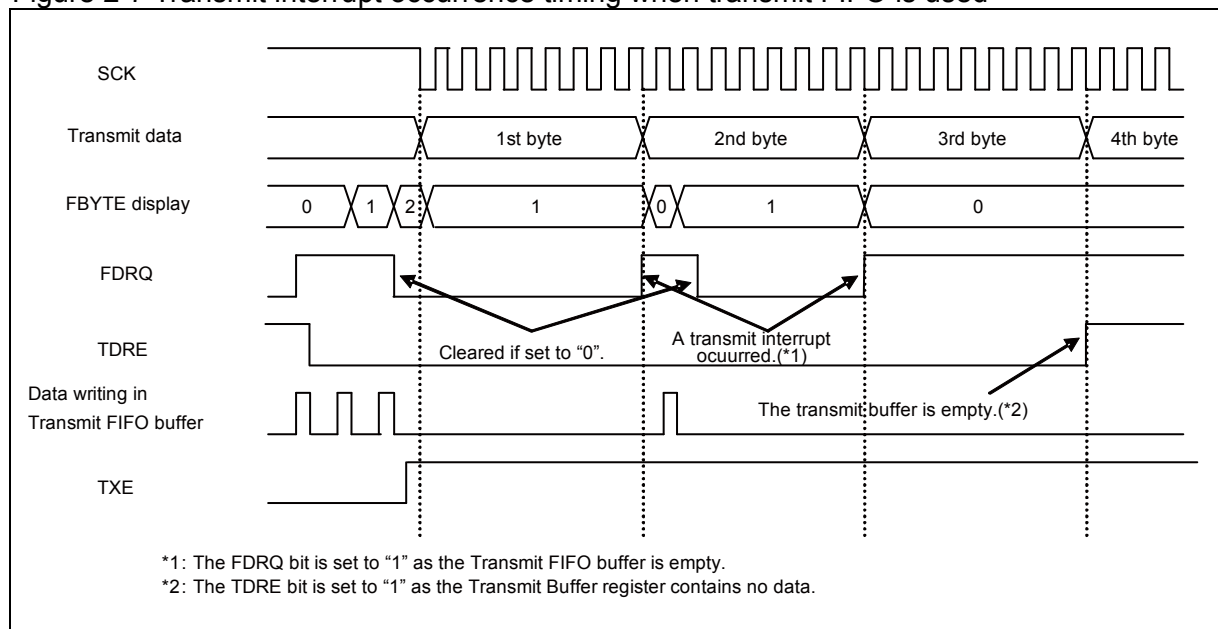 Figure 2-7 Transmit interrupt occurrence timing when transmit FIFO is used
SCK
Transmit data
1st byte
2nd byte
3rd byte
4th byte
FBYTE display
0
1
2
1
0
1
0
FDRQ
TDRE
Cleared if set to “0”.
A transmit interrupt
ocuurred.(*1)
Data writing in
Transmit FIFO buffer
The transmit buffer is empty.(*2)
TXE
*1: The FDRQ bit is set to “1” as the Transmit FIFO buffer is empty.
*2: The TDRE bit is set to “1” as the Transmit Buffer register contains no data.